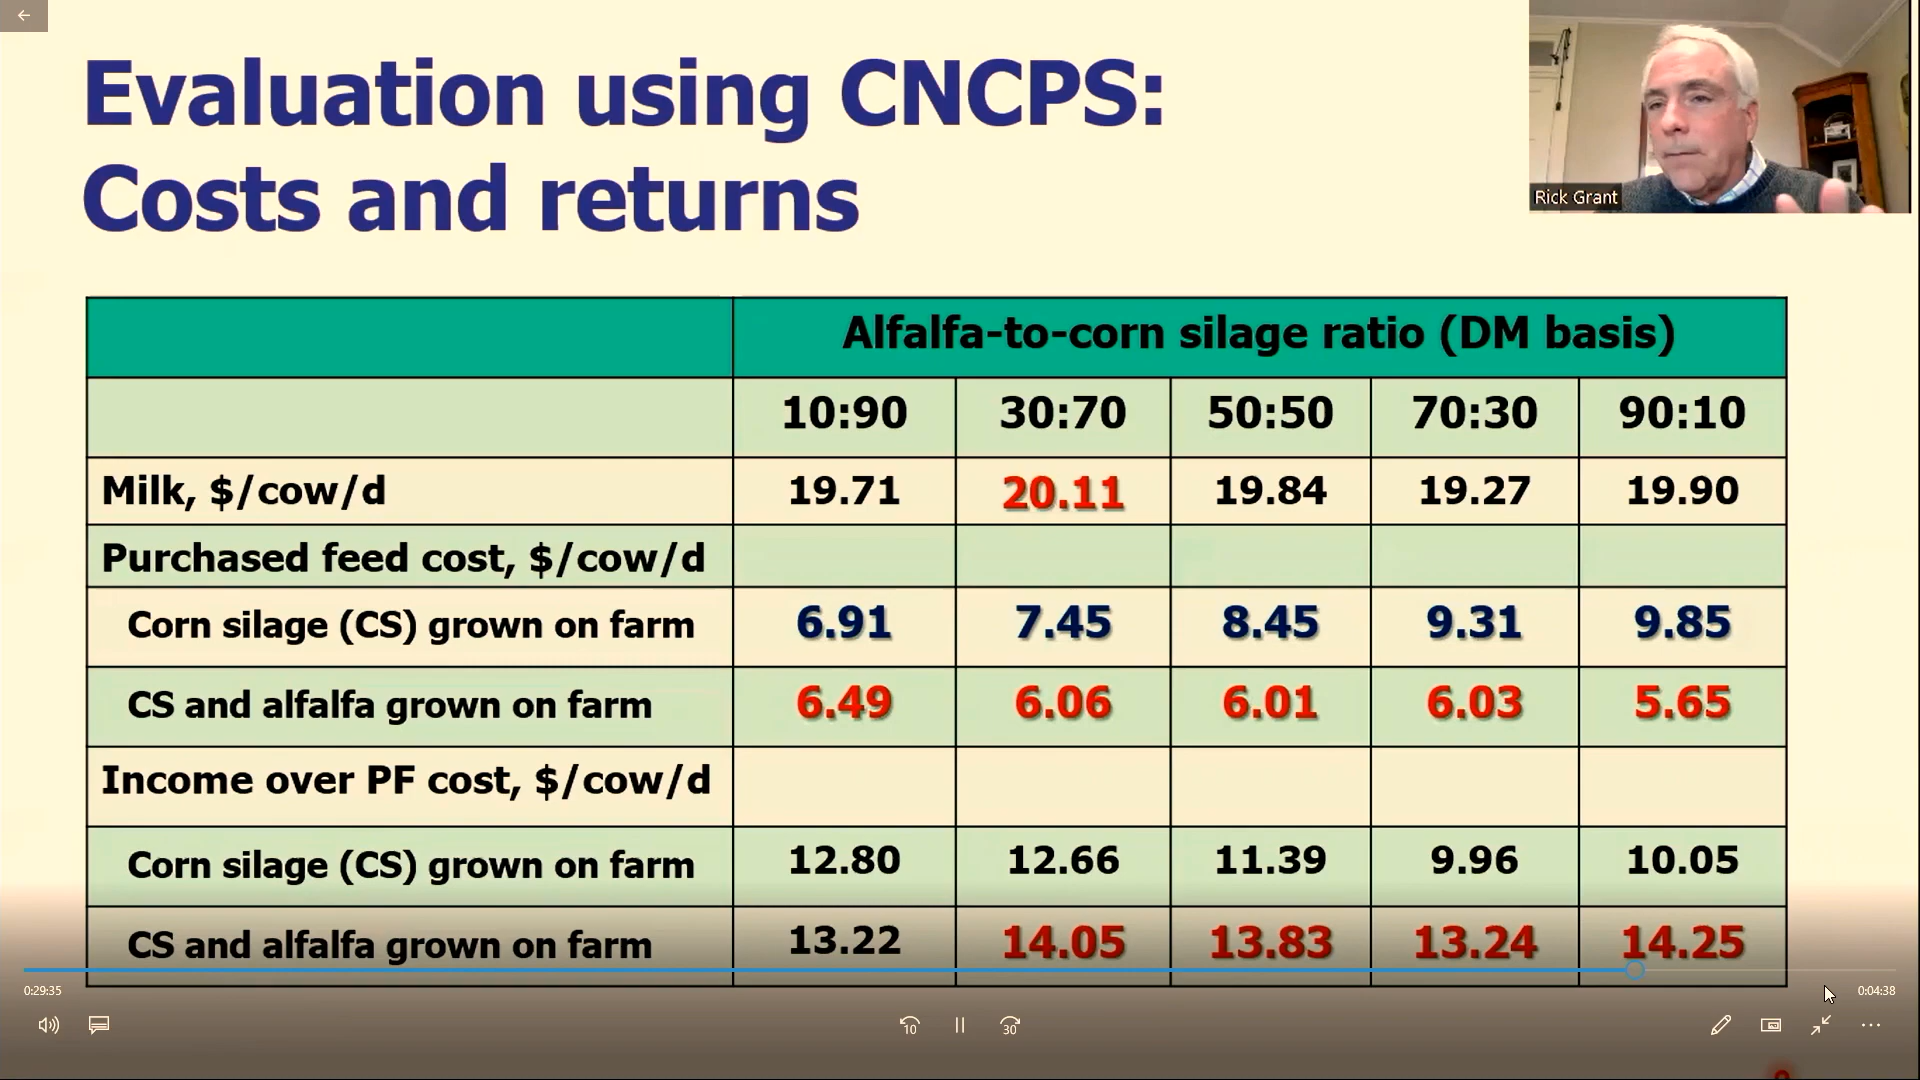 Evaluation using CNCPS:
Costs and returns
Rick Grant
Alfalfa-to-corn silage ratio (DM basis)
10:90 30:70 50:50 70:30 90:10
Milk, $/cow/d 19.71 20.11 19.84 19.27 19.90
Purchased feed cost, $/cow/d
Corn silage (CS) grown on farm 6.91 7.45 8.45 9.31 9.85
CS and alfalfa grown on farm 6.49 6.06 6.01 6.03 5.65
Income over PF cost, $/cow/d
Corn silage (CS) grown on farm 12.80 12.66 11.39 9.96 10.05
CS and alfalfa grown on farm 13.22 14.05 13.83 13.24 14.25
0:29:35 0:04:38
10 30